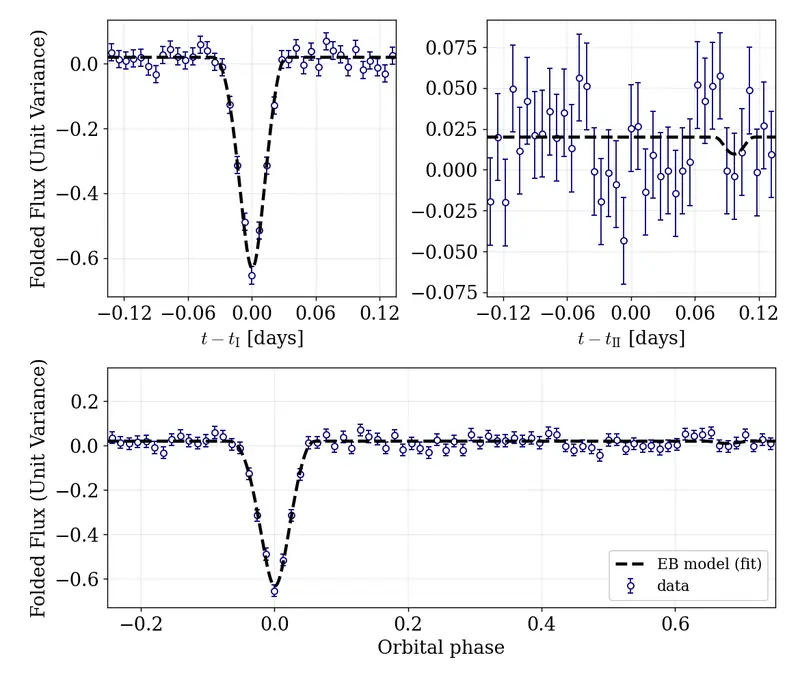 Folded Flux (Unit Variance)
0.0
−0.2
−0.4
−0.6
−0.12 −0.06 0.00 0.06 0.12
t − tI [days]
0.075
0.050
0.025
0.000
−0.025
−0.050
−0.075
−0.12 −0.06 0.00 0.06 0.12
t − tII [days]
Folded Flux (Unit Variance)
0.2
0.0
−0.2
−0.4
−0.6
−0.2 0.0 0.2 0.4 0.6
Orbital phase
EB model (fit)
data